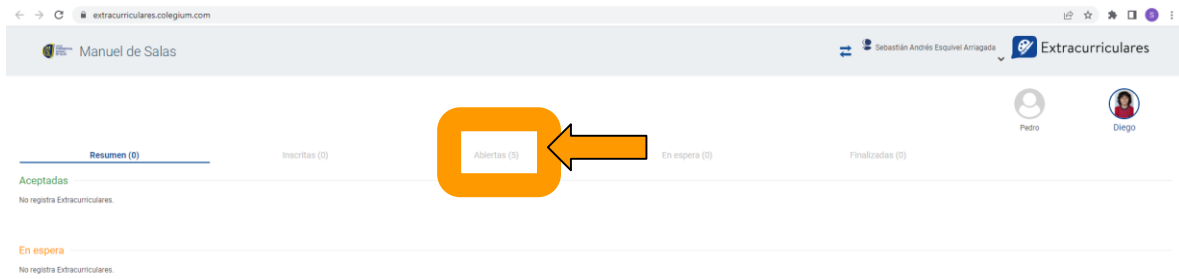 extracurriculares.colegium.com
S
Manuel de Salas
Sebastián Andrés Esquivel Arriagada
Extracurriculares
Pedro
Diego
Resumen (0)
Inscritas (0)
Abiertas (5)
En espera (0)
Finalizadas (0)
Aceptadas
No registra Extracurriculares.
En espera
No registra Extracurriculares.